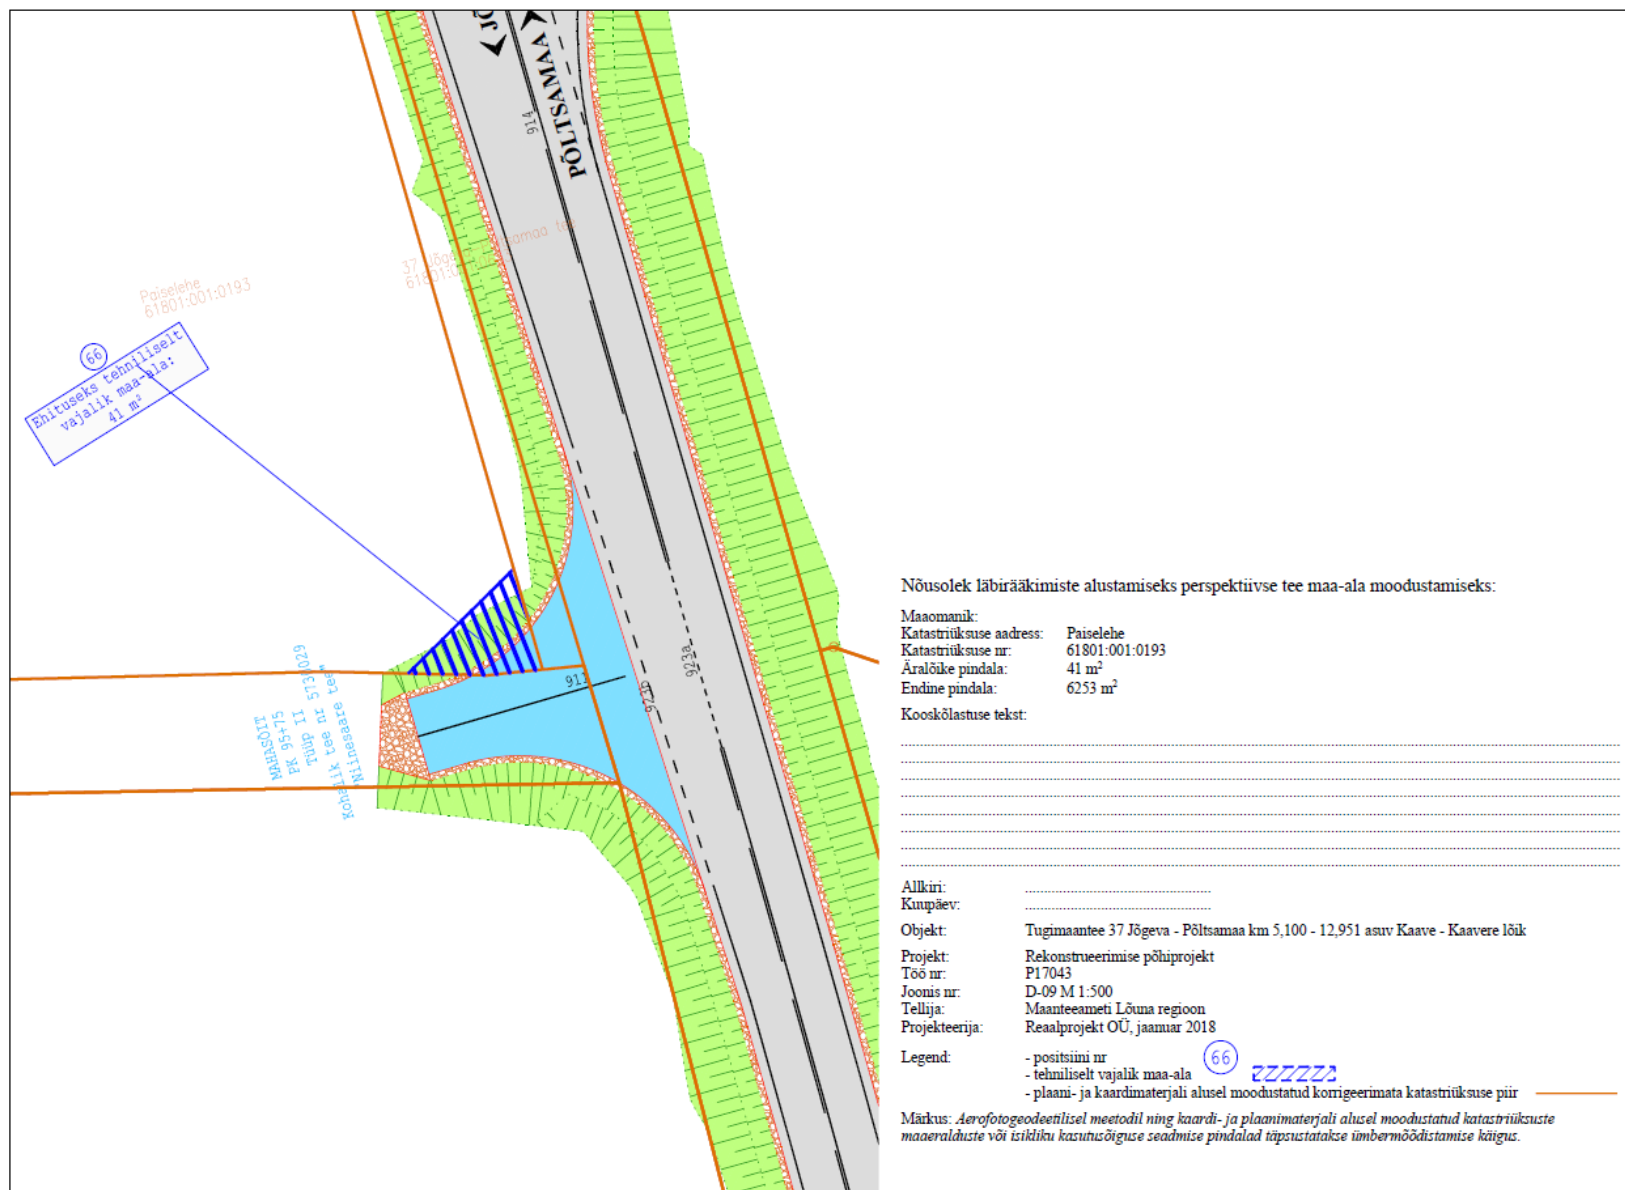 PÕLTSAMAA
914
Paiselehe
61801:001:0193
66
Ehituseks tehniliselt
vajalik maa-ala:
41 m²
MAHASÕIT
PK 95+75
Tüüp II
Kohalik tee nr 5730029
"Niinesaare tee"
911
923a
923b
Nõusolek läbirääkimiste alustamiseks perspektiivse tee maa-ala moodustamiseks:
Maaomanik:
Katastriüksuse aadress: Paiselehe
Katastriüksuse nr: 61801:001:0193
Äralõike pindala: 41 m²
Endine pindala: 6253 m²
Kooskõlastuse tekst:
Allkiri:
Kuupäev:
Objekt: Tugimaantee 37 Jõgeva - Põltsamaa km 5,100 - 12,951 asuv Kaave - Kaavere lõik
Projekt: Rekonstrueerimise põhiprojekt
Töö nr: P17043
Joonis nr: D-09 M 1:500
Tellija: Maanteeameti Lõuna regioon
Projekteerija: Reaalprojekt OÜ, jaanuar 2018
Legend: - positsiini nr 66
- tehniliselt vajalik maa-ala
- plaani- ja kaardimaterjali alusel moodustatud korrigeerimata katastriüksuse piir
Märkus: Aerofotogeodeetilisel meetodil ning kaardi- ja plaanimaterjali alusel moodustatud katastriüksuste
maaeralduste või isikliku kasutusõiguse seadmise pindalad täpsustatakse ümbermõõdistamise käigus.